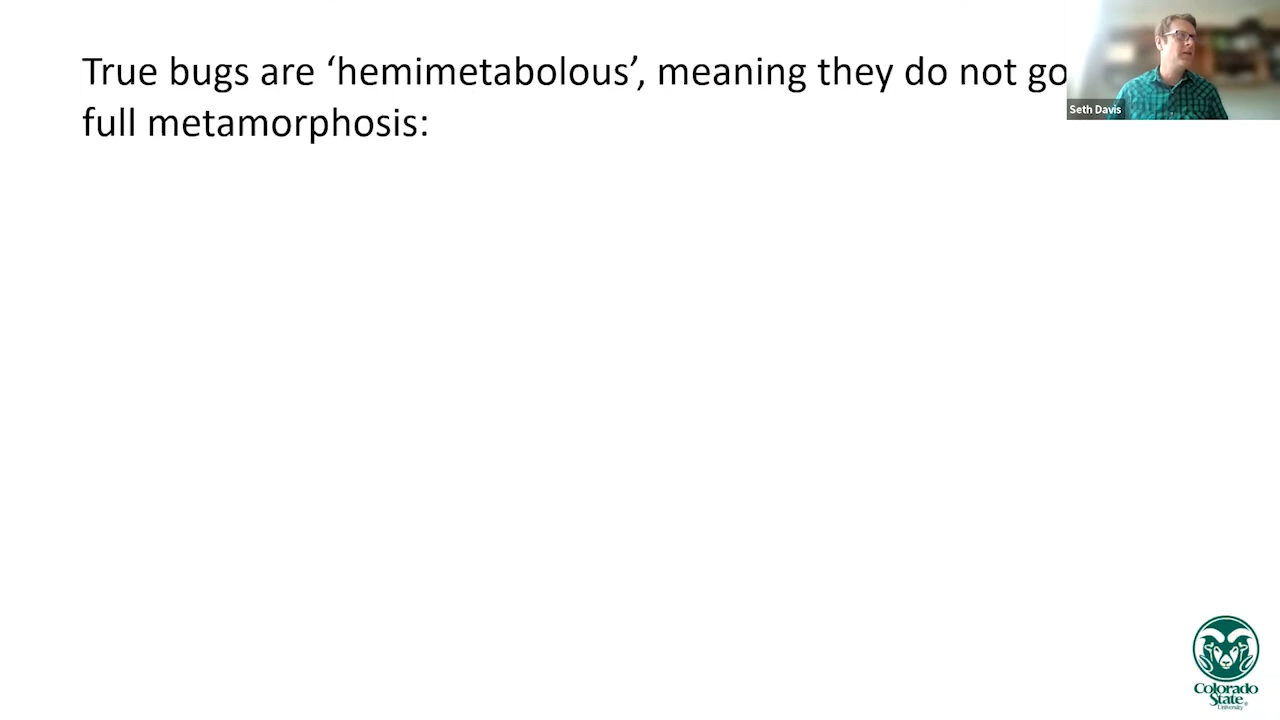 True bugs are ‘hemimetabolous’, meaning they do not go
full metamorphosis:
Seth Davis
Colorado
State
University